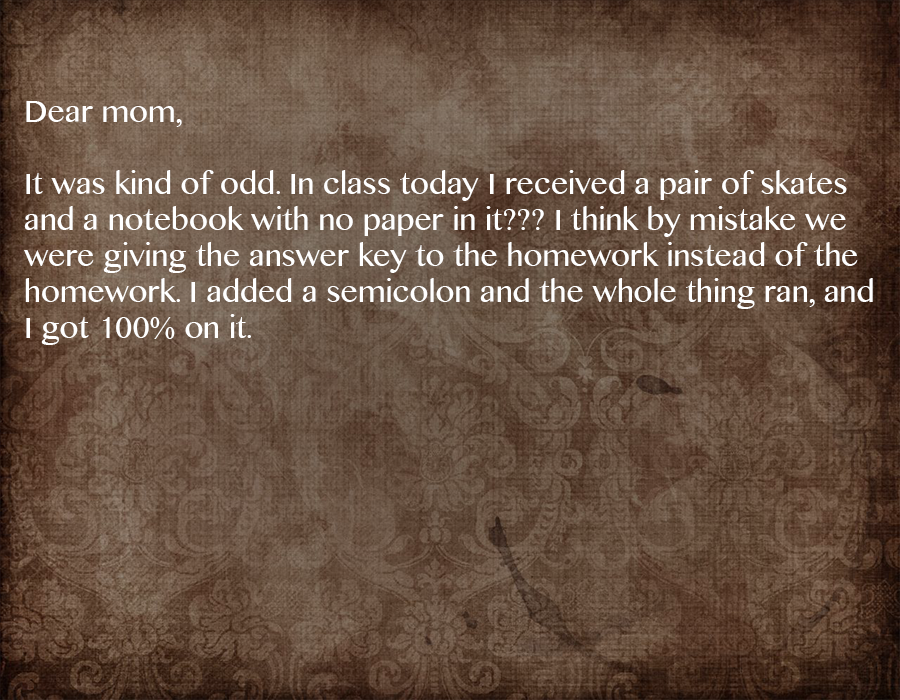 Dear mom,
It was kind of odd. In class today I received a pair of skates
and a notebook with no paper in it??? I think by mistake we
were giving the answer key to the homework instead of the
homework. I added a semicolon and the whole thing ran, and
I got 100% on it.